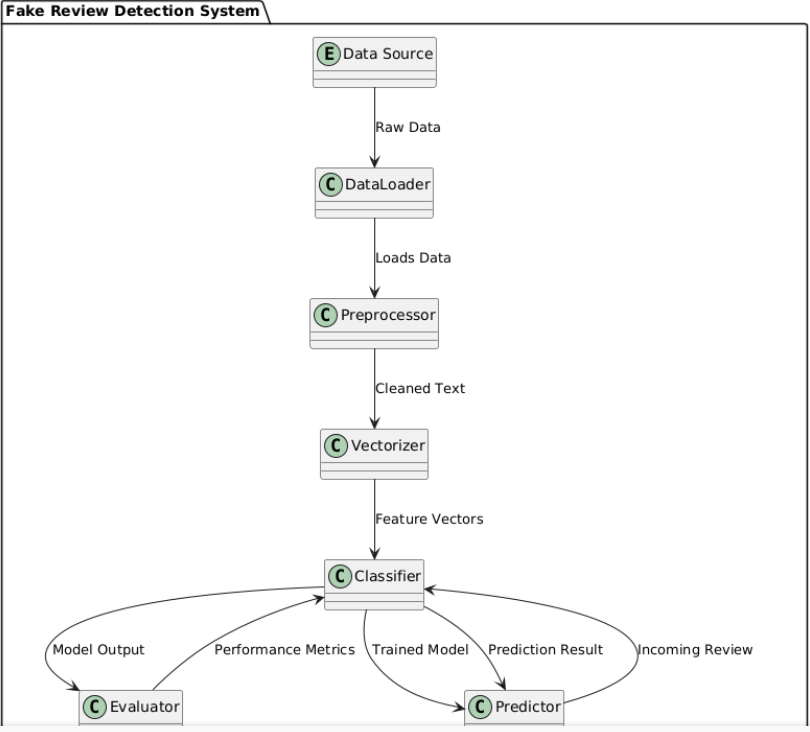 Fake Review Detection System
E Data Source
Raw Data
C DataLoader
Loads Data
C Preprocessor
Cleaned Text
C Vectorizer
Feature Vectors
C Classifier
Model Output
Performance Metrics
Trained Model
Prediction Result
Incoming Review
C Evaluator
C Predictor